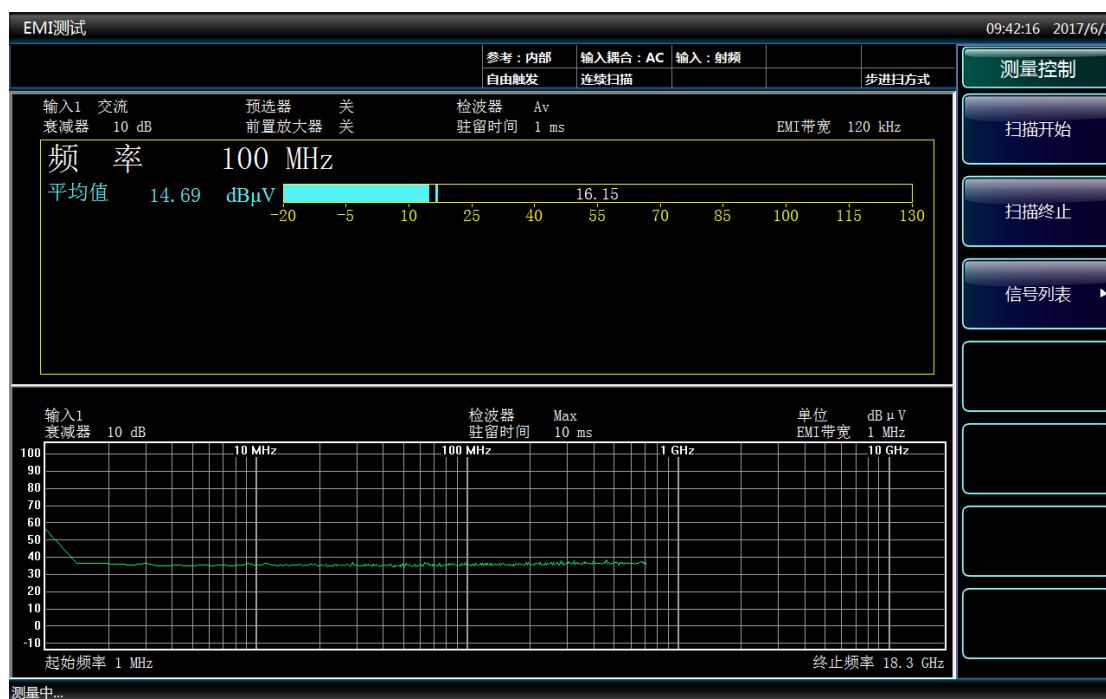 EMI测试 09:42:16 2017/6/
参考：内部 输入耦合：AC 输入：射频
自由触发 连续扫描 步进扫方式
测量控制
扫描开始
扫描终止
信号列表
输入1 交流 预选器 关 检波器 Av
衰减器 10 dB 前置放大器 关 驻留时间 1 ms EMI带宽 120 kHz
频 率 100 MHz
平均值 14.69 dBμV 16.15
-20 -5 10 25 40 55 70 85 100 115 130
输入1 检波器 Max 单位 dBμV
衰减器 10 dB 驻留时间 10 ms EMI带宽 1 MHz
10 MHz 100 MHz 1 GHz 10 GHz
100
90
80
70
60
50
40
30
20
10
0
-10
起始频率 1 MHz 终止频率 18.3 GHz
测量中...